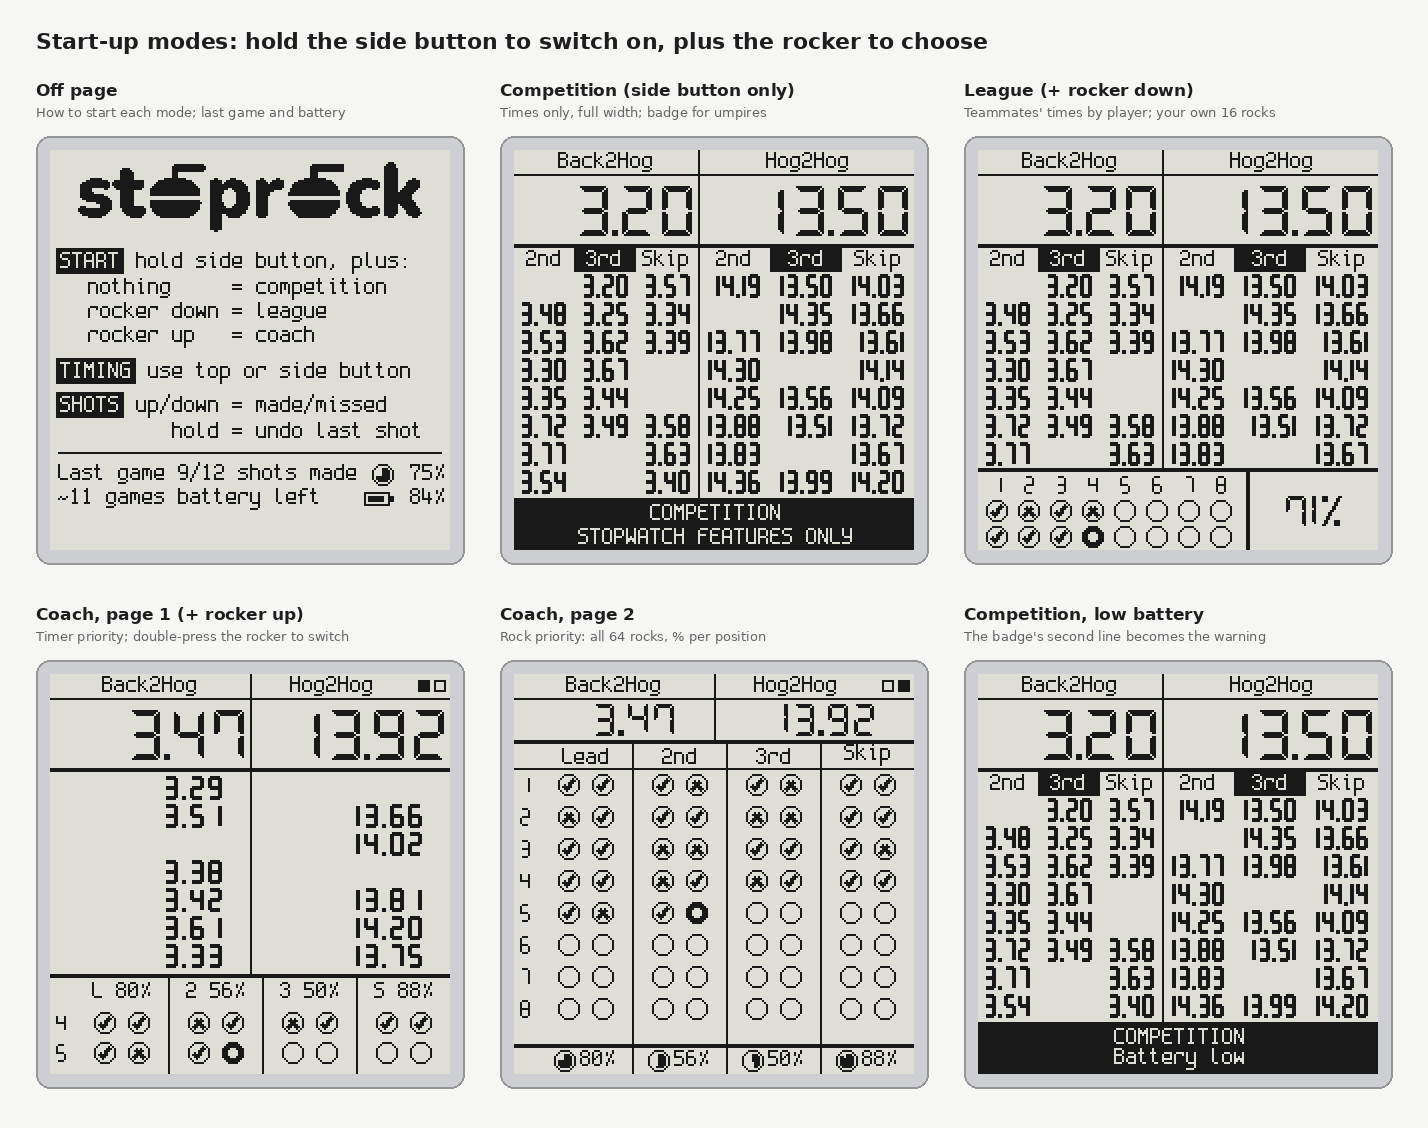 Start-up modes: hold the side button to switch on, plus the rocker to choose
Off page
How to start each mode; last game and battery
stoprock
START hold side button, plus:
nothing = competition
rocker down = league
rocker up = coach
TIMING use top or side button
SHOTS up/down = made/missed
hold = undo last shot
Last game 9/12 shots made 75%
~11 games battery left 84%
Competition (side button only)
Times only, full width; badge for umpires
Back2Hog Hog2Hog
3.20 13.50
2nd 3rd Skip 2nd 3rd Skip
3.20 3.57 14.19 13.50 14.03
3.48 3.25 3.34 14.35 13.66
3.53 3.62 3.39 13.77 13.98 13.61
3.30 3.67 14.30 14.14
3.35 3.44 14.25 13.56 14.09
3.72 3.49 3.58 13.88 13.51 13.72
3.77 3.63 13.83 13.67
3.54 3.40 14.36 13.99 14.20
COMPETITION
STOPWATCH FEATURES ONLY
League (+ rocker down)
Teammates' times by player; your own 16 rocks
Back2Hog Hog2Hog
3.20 13.50
2nd 3rd Skip 2nd 3rd Skip
3.20 3.57 14.19 13.50 14.03
3.48 3.25 3.34 14.35 13.66
3.53 3.62 3.39 13.77 13.98 13.61
3.30 3.67 14.30 14.14
3.35 3.44 14.25 13.56 14.09
3.72 3.49 3.58 13.88 13.51 13.72
3.77 3.63 13.83 13.67
1 2 3 4 5 6 7 8
71%
Coach, page 1 (+ rocker up)
Timer priority; double-press the rocker to switch
Back2Hog Hog2Hog
3.47 13.92
3.29
3.51 13.66
14.02
3.38
3.42 13.81
3.61 14.20
3.33 13.75
L 80% 2 56% 3 50% S 88%
4
5
Coach, page 2
Rock priority: all 64 rocks, % per position
Back2Hog Hog2Hog
3.47 13.92
Lead 2nd 3rd Skip
1
2
3
4
5
6
7
8
80% 56% 50% 88%
Competition, low battery
The badge's second line becomes the warning
Back2Hog Hog2Hog
3.20 13.50
2nd 3rd Skip 2nd 3rd Skip
3.20 3.57 14.19 13.50 14.03
3.48 3.25 3.34 14.35 13.66
3.53 3.62 3.39 13.77 13.98 13.61
3.30 3.67 14.30 14.14
3.35 3.44 14.25 13.56 14.09
3.72 3.49 3.58 13.88 13.51 13.72
3.77 3.63 13.83 13.67
3.54 3.40 14.36 13.99 14.20
COMPETITION
Battery low